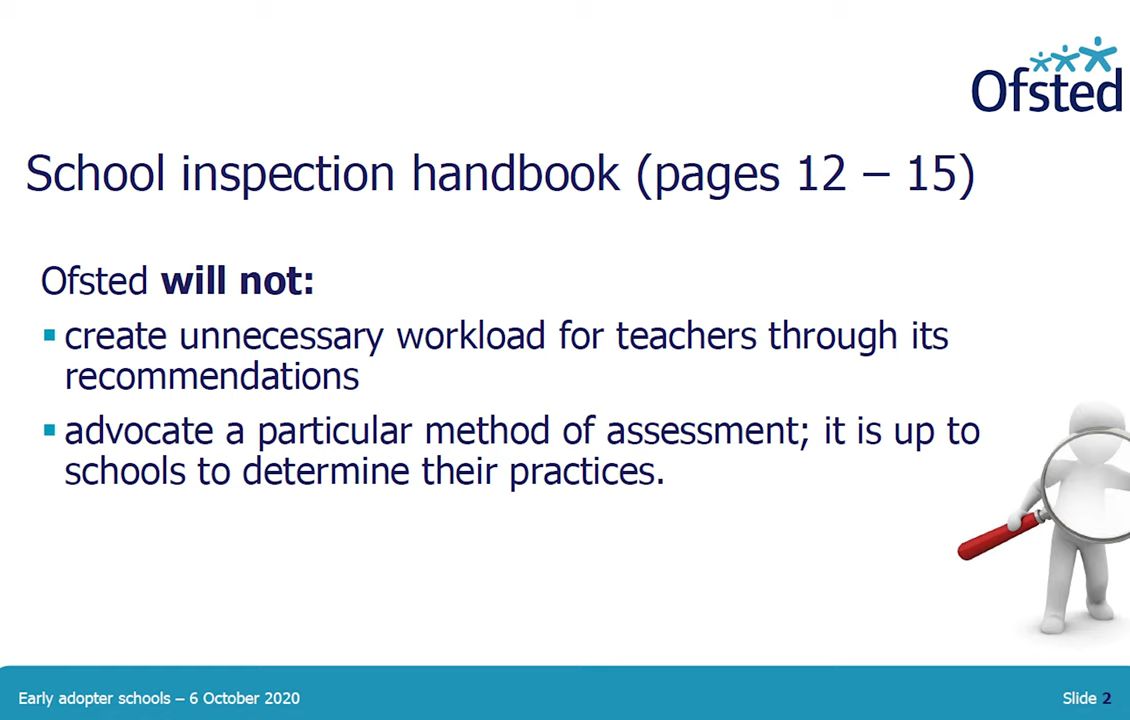 Ofsted
School inspection handbook (pages 12 – 15)
Ofsted will not:
▪ create unnecessary workload for teachers through its
recommendations
▪ advocate a particular method of assessment; it is up to
schools to determine their practices.
Early adopter schools – 6 October 2020
Slide 2